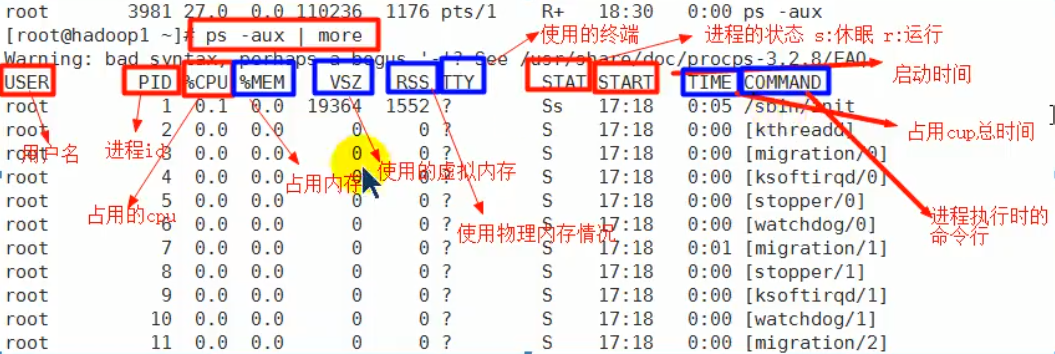 root 3981 27.0 0.0 110236 1176 pts/1 R+ 18:30 0:00 ps -aux
[root@hadoop1 ~]# ps -aux | more 使用的终端 进程的状态 s:休眠 r:运行
Warning: bad syntax, perhaps a bogus '-'? See /usr/share/doc/procps-3.2.8/FAQ
启动时间
USER PID %CPU %MEM VSZ RSS TTY STAT START TIME COMMAND
root 1 0.1 0.0 19364 1552 ? Ss 17:18 0:05 /sbin/init
root 2 0.0 0.0 0 0 ? S 17:18 0:00 [kthreadd]
占用cup总时间
root 3 0.0 0.0 0 0 ? S 17:18 0:00 [migration/0]
用户名 进程id
root 4 0.0 0.0 0 0 ? S 17:18 0:00 [ksoftirqd/0]
占用内存 使用的虚拟内存
root 5 0.0 0.0 0 0 ? S 17:18 0:00 [stopper/0]
占用的cpu
进程执行时的
命令行
root 6 0.0 0.0 0 0 ? S 17:18 0:00 [watchdog/0]
使用物理内存情况
root 7 0.0 0.0 0 0 ? S 17:18 0:01 [migration/1]
root 8 0.0 0.0 0 0 ? S 17:18 0:00 [stopper/1]
root 9 0.0 0.0 0 0 ? S 17:18 0:00 [ksoftirqd/1]
root 10 0.0 0.0 0 0 ? S 17:18 0:00 [watchdog/1]
root 11 0.0 0.0 0 0 ? S 17:18 0:00 [migration/2]